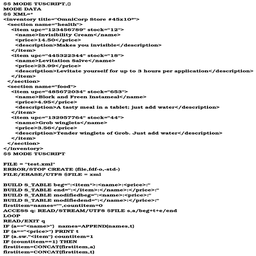 $$ MODE TUSCRIPT,{}
MODE DATA
$$ XML=*
<inventory title="OmniCorp Store #45x10^3">
<section name="health">
<item upc="123456789" stock="12">
<name>Invisibility Cream</name>
<price>14.50</price>
<description>Makes you invisible</description>
</item>
<item upc="445322344" stock="18">
<name>Levitation Salve</name>
<price>23.99</price>
<description>Levitate yourself for up to 3 hours per application</description>
</item>
</section>
<section name="food">
<item upc="485672034" stock="653">
<name>Blork and Freen Instameal</name>
<price>4.95</price>
<description>A tasty meal in a tablet; just add water</description>
</item>
<item upc="132957764" stock="44">
<name>Grob winglets</name>
<price>3.56</price>
<description>Tender winglets of Grob. Just add water</description>
</item>
</section>
</inventory>
$$ MODE TUSCRIPT
FILE = "test.xml"
ERROR/STOP CREATE (file,fdf-o,-std-)
FILE/ERASE/UTF8 $FILE = xml
BUILD S_TABLE beg=":<item*>:<name>:<price>:"
BUILD S_TABLE end=":</item>:</name>:</price>:"
BUILD S_TABLE modifiedbeg=":<name>:<price>:"
BUILD S_TABLE modifiedend=":</name>:</price>:"
firstitem=names="",countitem=0
ACCESS q: READ/STREAM/UTF8 $FILE s,a/beg+t+e/end
LOOP
READ/EXIT q
IF (a=="<name>") names=APPEND(names,t)
IF (a=="<price>") PRINT t
IF (a.sw."<item") countitem=1
IF (countitem==1) THEN
firstitem=CONCAT(firstitem,a)
firstitem=CONCAT(firstitem,t)